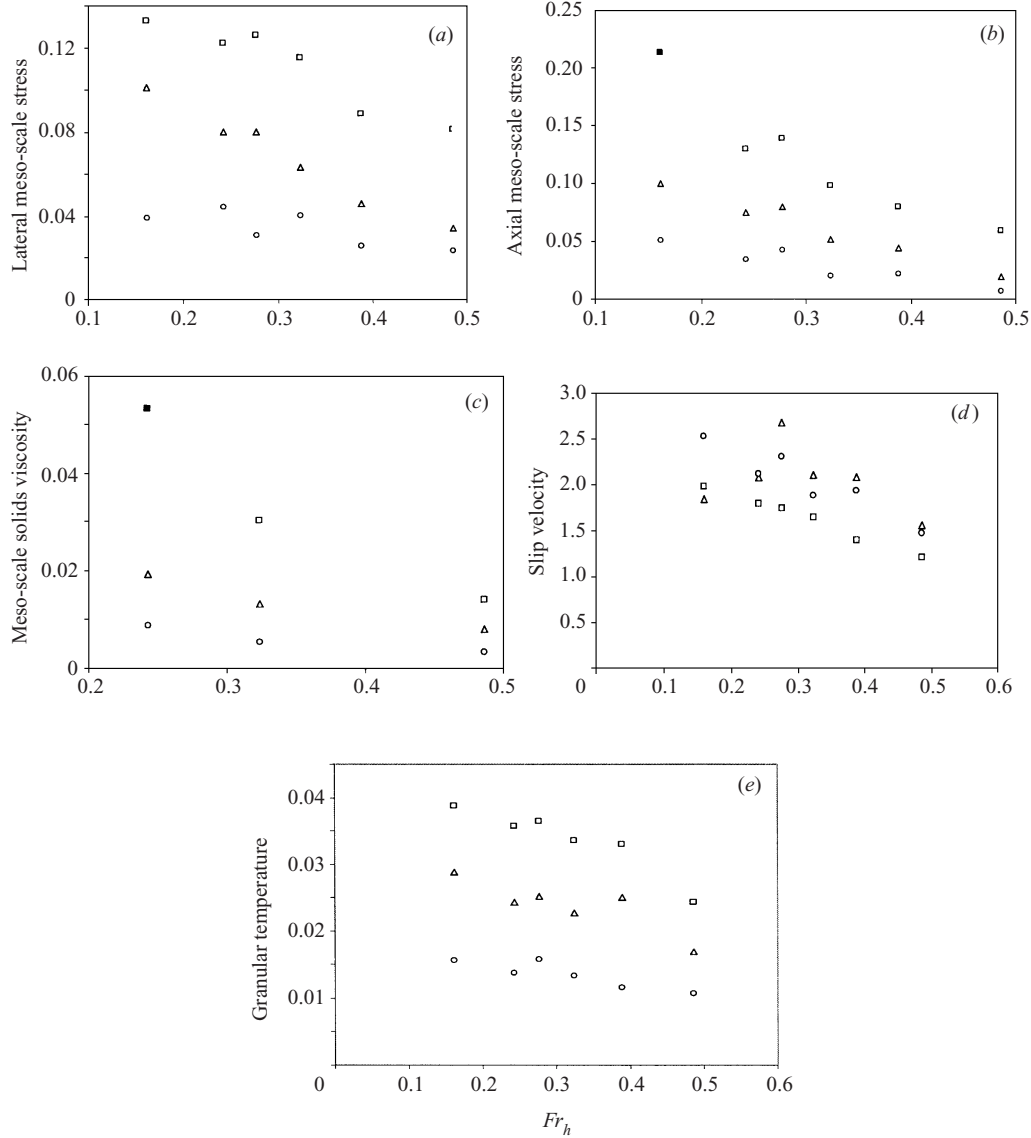 (a)
0.12
0.08
0.04
0
0.1 0.2 0.3 0.4 0.5
Lateral meso-scale stress
(b)
0.25
0.20
0.15
0.10
0.05
0
0.1 0.2 0.3 0.4 0.5
Axial meso-scale stress
(c)
0.06
0.04
0.02
0
0.2 0.3 0.4 0.5
Meso-scale solids viscosity
(d)
3.0
2.5
2.0
1.5
1.0
0.5
0 0.1 0.2 0.3 0.4 0.5 0.6
Slip velocity
(e)
0.04
0.03
0.02
0.01
0 0.1 0.2 0.3 0.4 0.5 0.6
Granular temperature
Fr_h